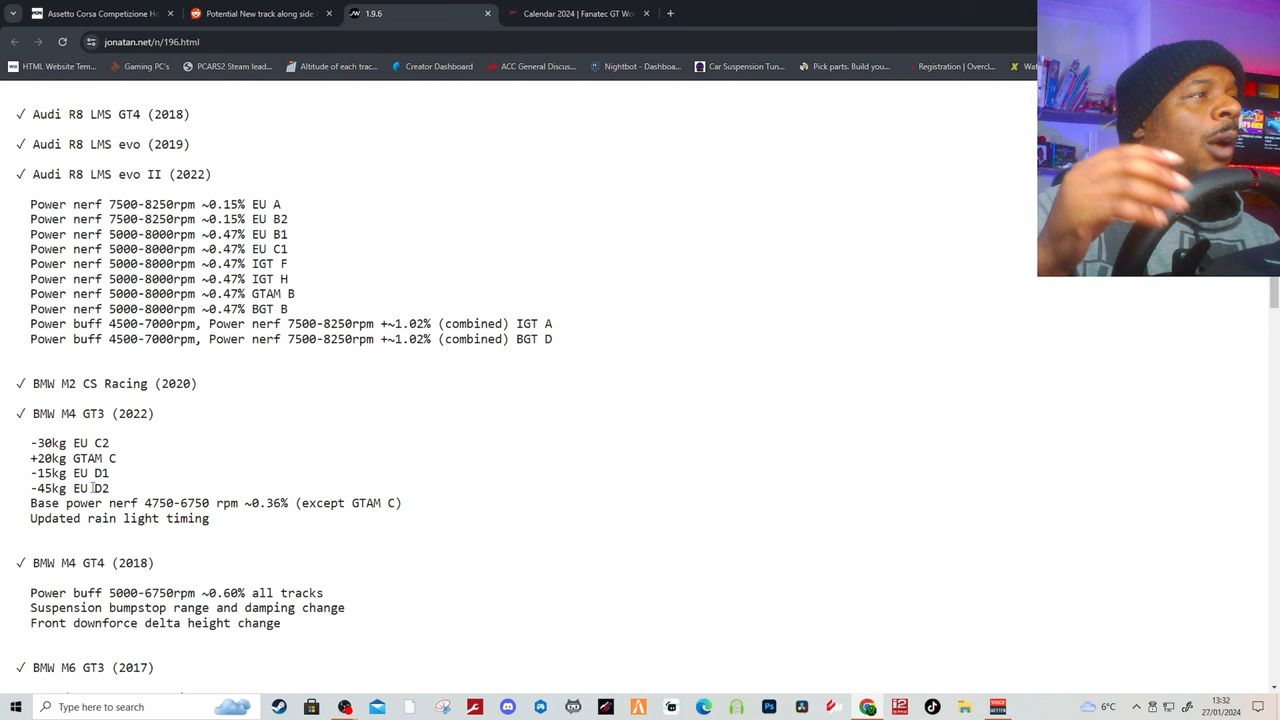 Assetto Corsa Competizione Ho
Potential New track along side
1.9.6
Calendar 2024 | Fanatec GT Wo
jonatan.net/n/196.html
HTML Website Tem...
Gaming PC's
PCARS2 Steam lead...
Altitude of each trac...
Creator Dashboard
ACC General Discus...
Nightbot - Dashboa...
Car Suspension Tun...
Pick parts. Build you...
Registration | Overcl...
Wat
✓ Audi R8 LMS GT4 (2018)
✓ Audi R8 LMS evo (2019)
✓ Audi R8 LMS evo II (2022)
Power nerf 7500-8250rpm ~0.15% EU A
Power nerf 7500-8250rpm ~0.15% EU B2
Power nerf 5000-8000rpm ~0.47% EU B1
Power nerf 5000-8000rpm ~0.47% EU C1
Power nerf 5000-8000rpm ~0.47% IGT F
Power nerf 5000-8000rpm ~0.47% IGT H
Power nerf 5000-8000rpm ~0.47% GTAM B
Power nerf 5000-8000rpm ~0.47% BGT B
Power buff 4500-7000rpm, Power nerf 7500-8250rpm +~1.02% (combined) IGT A
Power buff 4500-7000rpm, Power nerf 7500-8250rpm +~1.02% (combined) BGT D
✓ BMW M2 CS Racing (2020)
✓ BMW M4 GT3 (2022)
-30kg EU C2
+20kg GTAM C
-15kg EU D1
-45kg EU D2
Base power nerf 4750-6750 rpm ~0.36% (except GTAM C)
Updated rain light timing
✓ BMW M4 GT4 (2018)
Power buff 5000-6750rpm ~0.60% all tracks
Suspension bumpstop range and damping change
Front downforce delta height change
✓ BMW M6 GT3 (2017)
Type here to search
6°C
13:32
27/01/2024